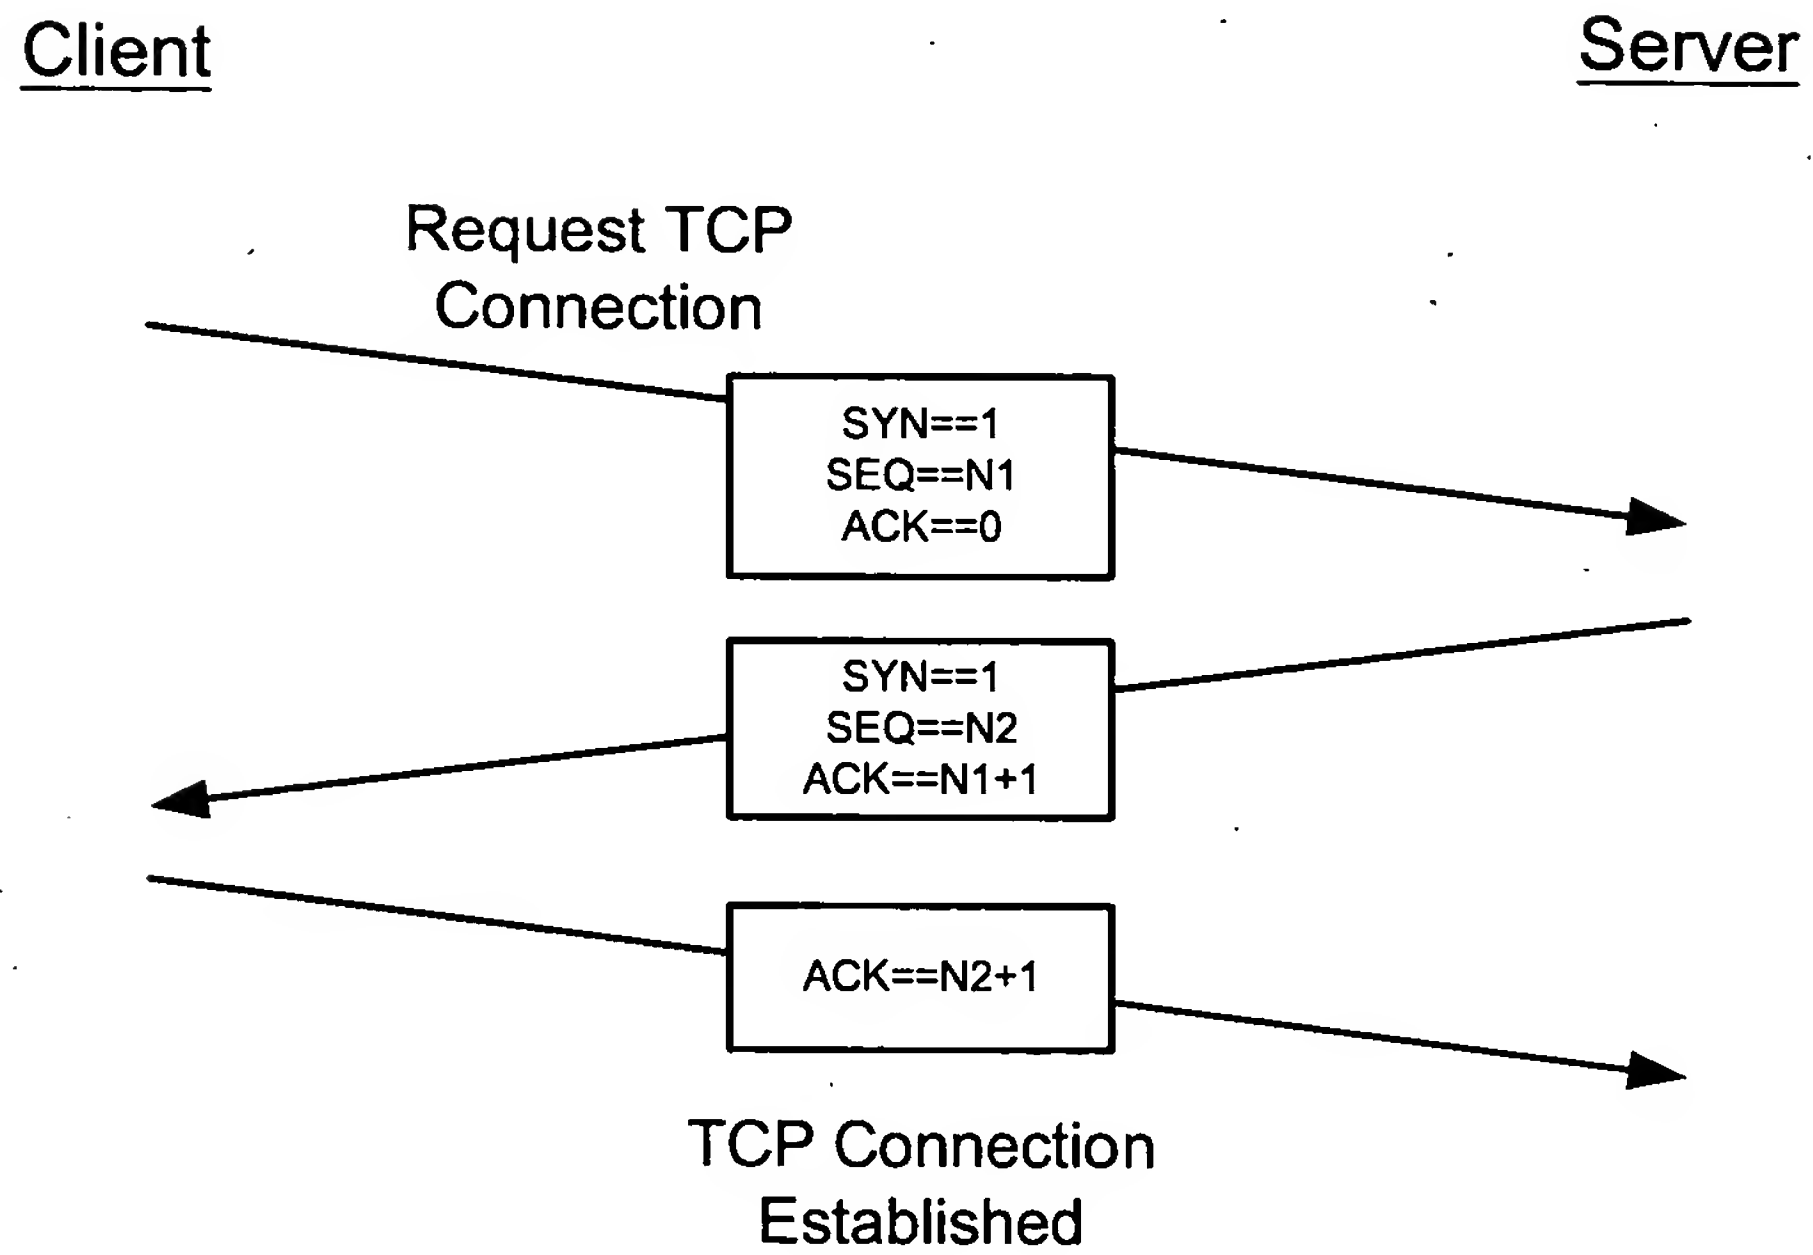 Client
Server
Request TCP
Connection
SYN==1
SEQ==N1
ACK==0
SYN==1
SEQ==N2
ACK==N1+1
ACK==N2+1
TCP Connection
Established